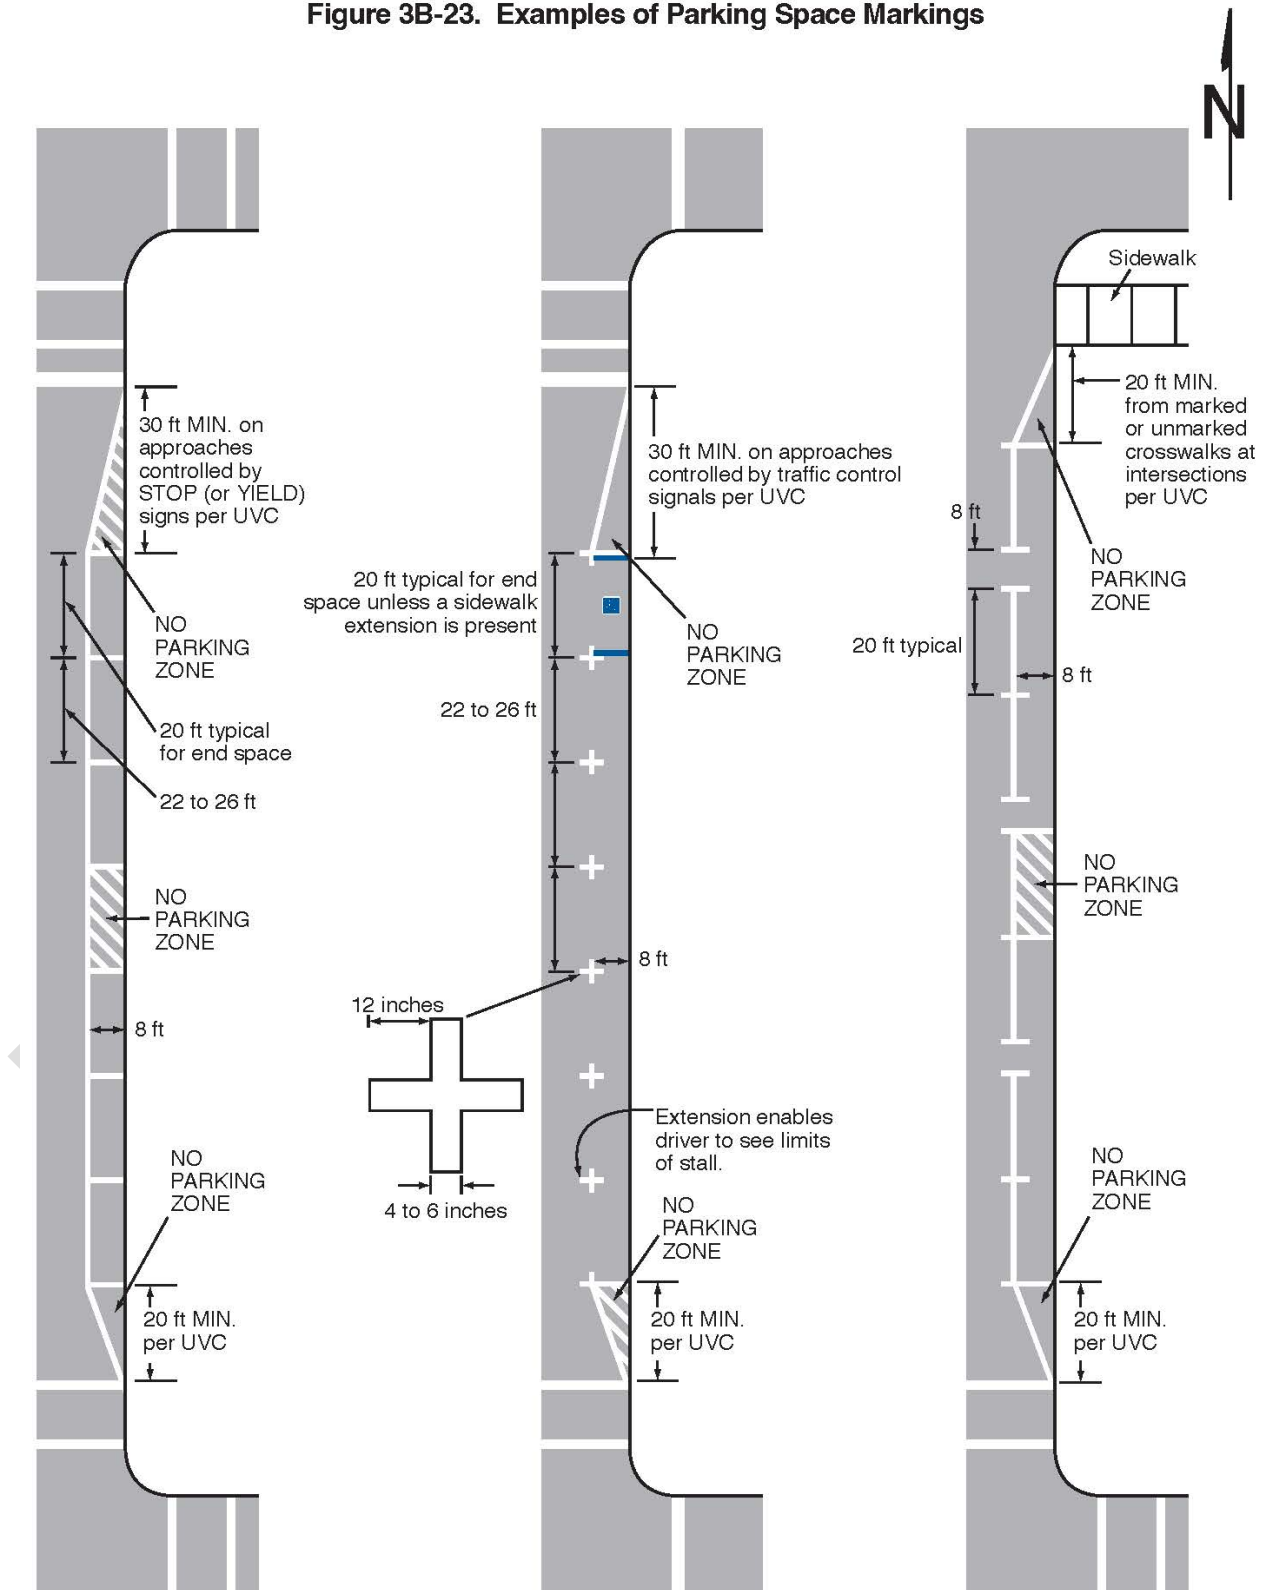 Figure 3B-23.  Examples of Parking Space Markings
N
30 ft MIN. on
approaches
controlled by
STOP (or YIELD)
signs per UVC
NO
PARKING
ZONE
20 ft typical
for end space
22 to 26 ft
NO
PARKING
ZONE
8 ft
NO
PARKING
ZONE
20 ft MIN.
per UVC
30 ft MIN. on approaches
controlled by traffic control
signals per UVC
20 ft typical for end
space unless a sidewalk
extension is present
NO
PARKING
ZONE
22 to 26 ft
8 ft
12 inches
4 to 6 inches
Extension enables
driver to see limits
of stall.
NO
PARKING
ZONE
20 ft MIN.
per UVC
Sidewalk
20 ft MIN.
from marked
or unmarked
crosswalks at
intersections
per UVC
8 ft
NO
PARKING
ZONE
20 ft typical
8 ft
NO
PARKING
ZONE
NO
PARKING
ZONE
20 ft MIN.
per UVC